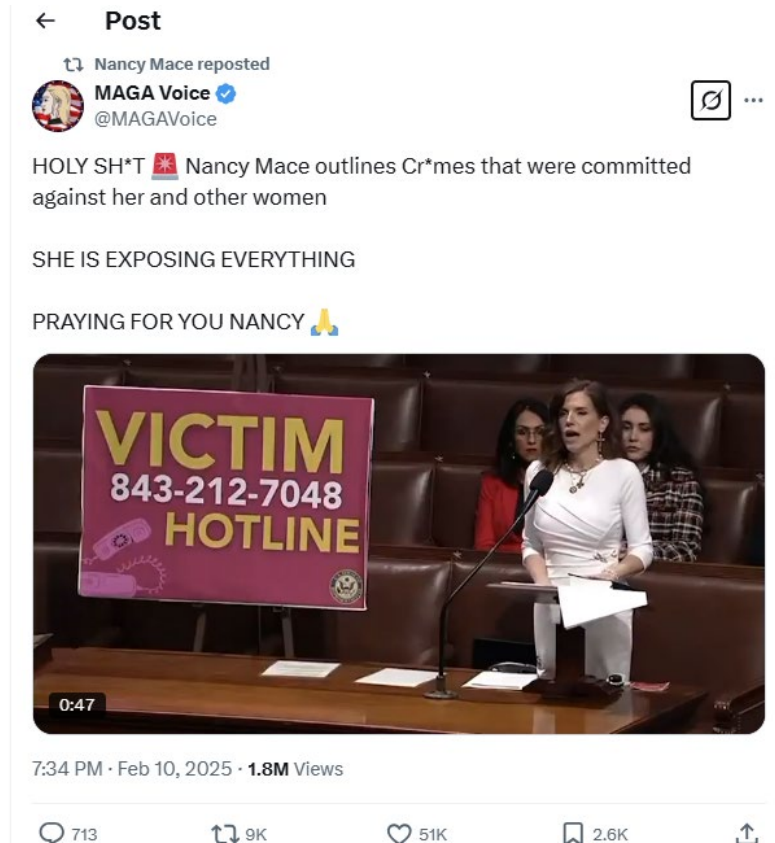 Post
Nancy Mace reposted
MAGA Voice
@MAGAVoice
HOLY SH*T 🚨 Nancy Mace outlines Cr*mes that were committed
against her and other women
SHE IS EXPOSING EVERYTHING
PRAYING FOR YOU NANCY 🙏
VICTIM
843-212-7048
HOTLINE
0:47
7:34 PM · Feb 10, 2025 · 1.8M Views
713 9K 51K 2.6K